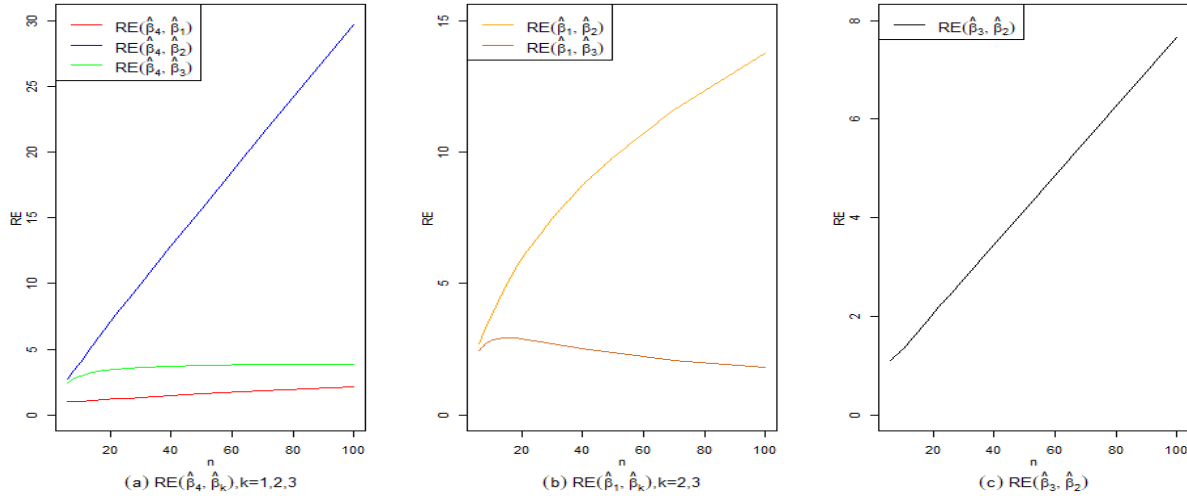 RE(β̂₄, β̂₁)
RE(β̂₄, β̂₂)
RE(β̂₄, β̂₃)
RE
0
5
10
15
20
25
30
20
40
60
80
100
n
(a) RE(β̂₄, β̂ₖ),k=1,2,3
RE(β̂₁, β̂₂)
RE(β̂₁, β̂₃)
RE
0
5
10
15
20
40
60
80
100
n
(b) RE(β̂₁, β̂ₖ),k=2,3
RE(β̂₃, β̂₂)
RE
0
2
4
6
8
20
40
60
80
100
n
(c) RE(β̂₃, β̂₂)